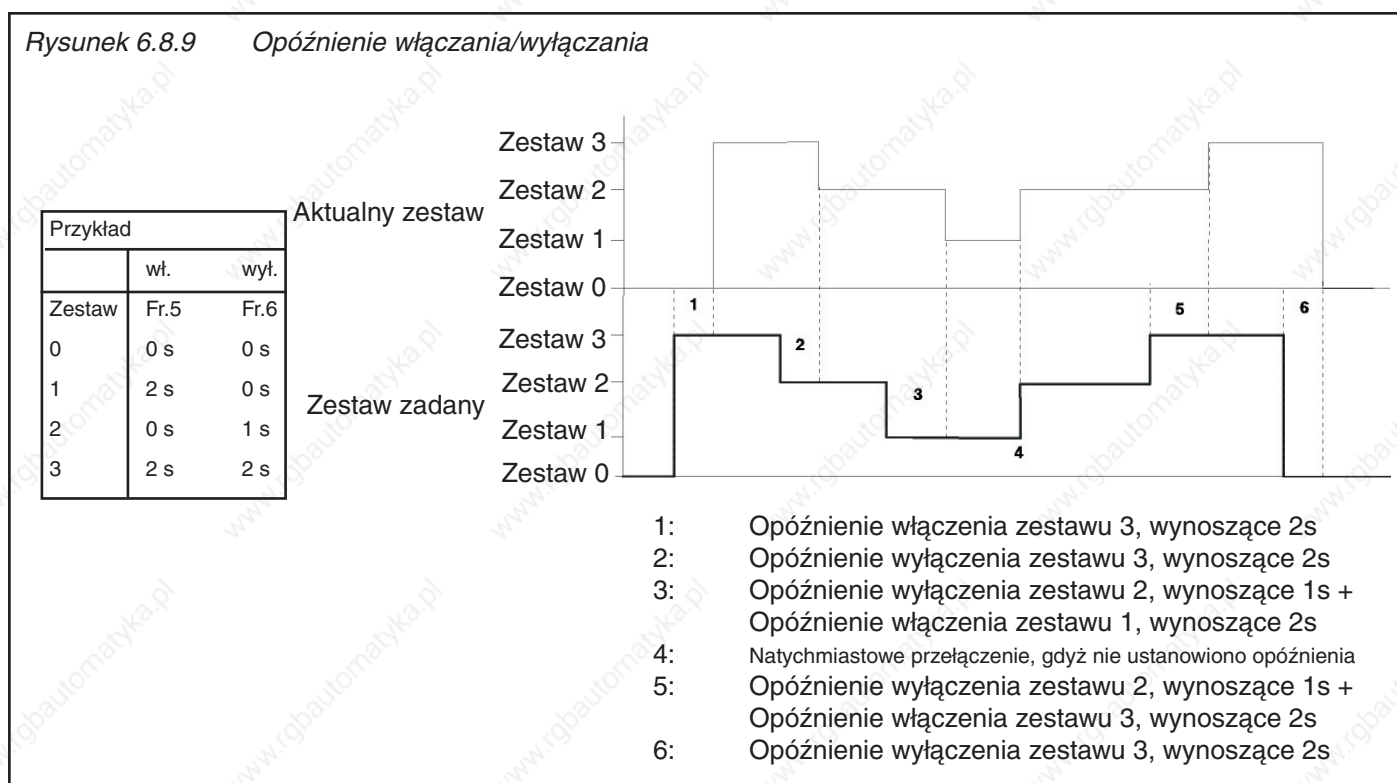 Rysunek 6.8.9 Opóźnienie włączania/wyłączania
Przykład
wł. wył.
Zestaw Fr.5 Fr.6
0 0 s 0 s
1 2 s 0 s
2 0 s 1 s
3 2 s 2 s
Aktualny zestaw
Zestaw 3
Zestaw 2
Zestaw 1
Zestaw 0
1 5 6
Zestaw zadany
Zestaw 3
Zestaw 2
Zestaw 1
Zestaw 0
2
3
4
1: Opóźnienie włączenia zestawu 3, wynoszące 2s
2: Opóźnienie wyłączenia zestawu 3, wynoszące 2s
3: Opóźnienie wyłączenia zestawu 2, wynoszące 1s +
Opóźnienie włączenia zestawu 1, wynoszące 2s
4: Natychmiastowe przełączenie, gdyż nie ustanowiono opóźnienia
5: Opóźnienie wyłączenia zestawu 2, wynoszące 1s +
Opóźnienie włączenia zestawu 3, wynoszące 2s
6: Opóźnienie wyłączenia zestawu 3, wynoszące 2s
www.rgbautomatyka.pl